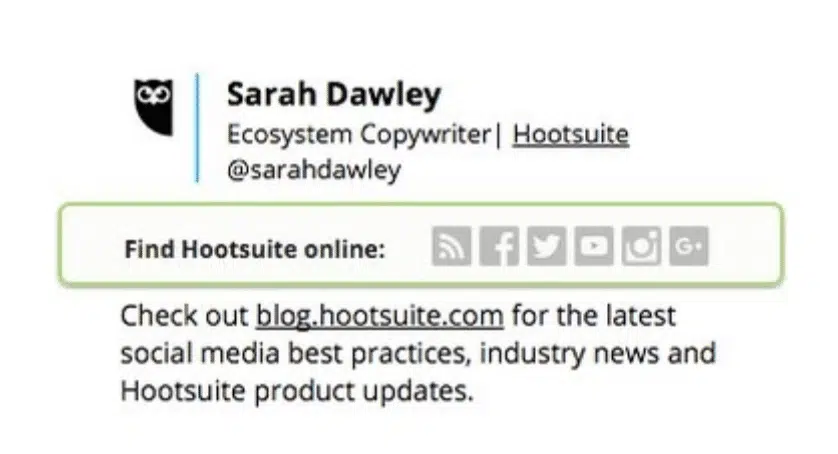 Sarah Dawley
Ecosystem Copywriter| Hootsuite
@sarahdawley
Find Hootsuite online:
Check out blog.hootsuite.com for the latest
social media best practices, industry news and
Hootsuite product updates.